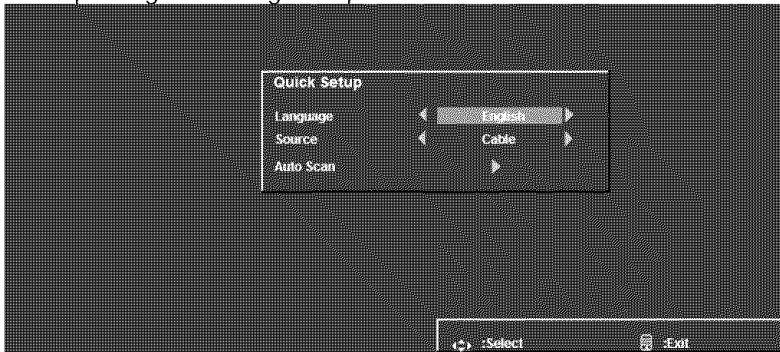 Quick Setup
Language English
Source Cable
Auto Scan
:Select :Exit